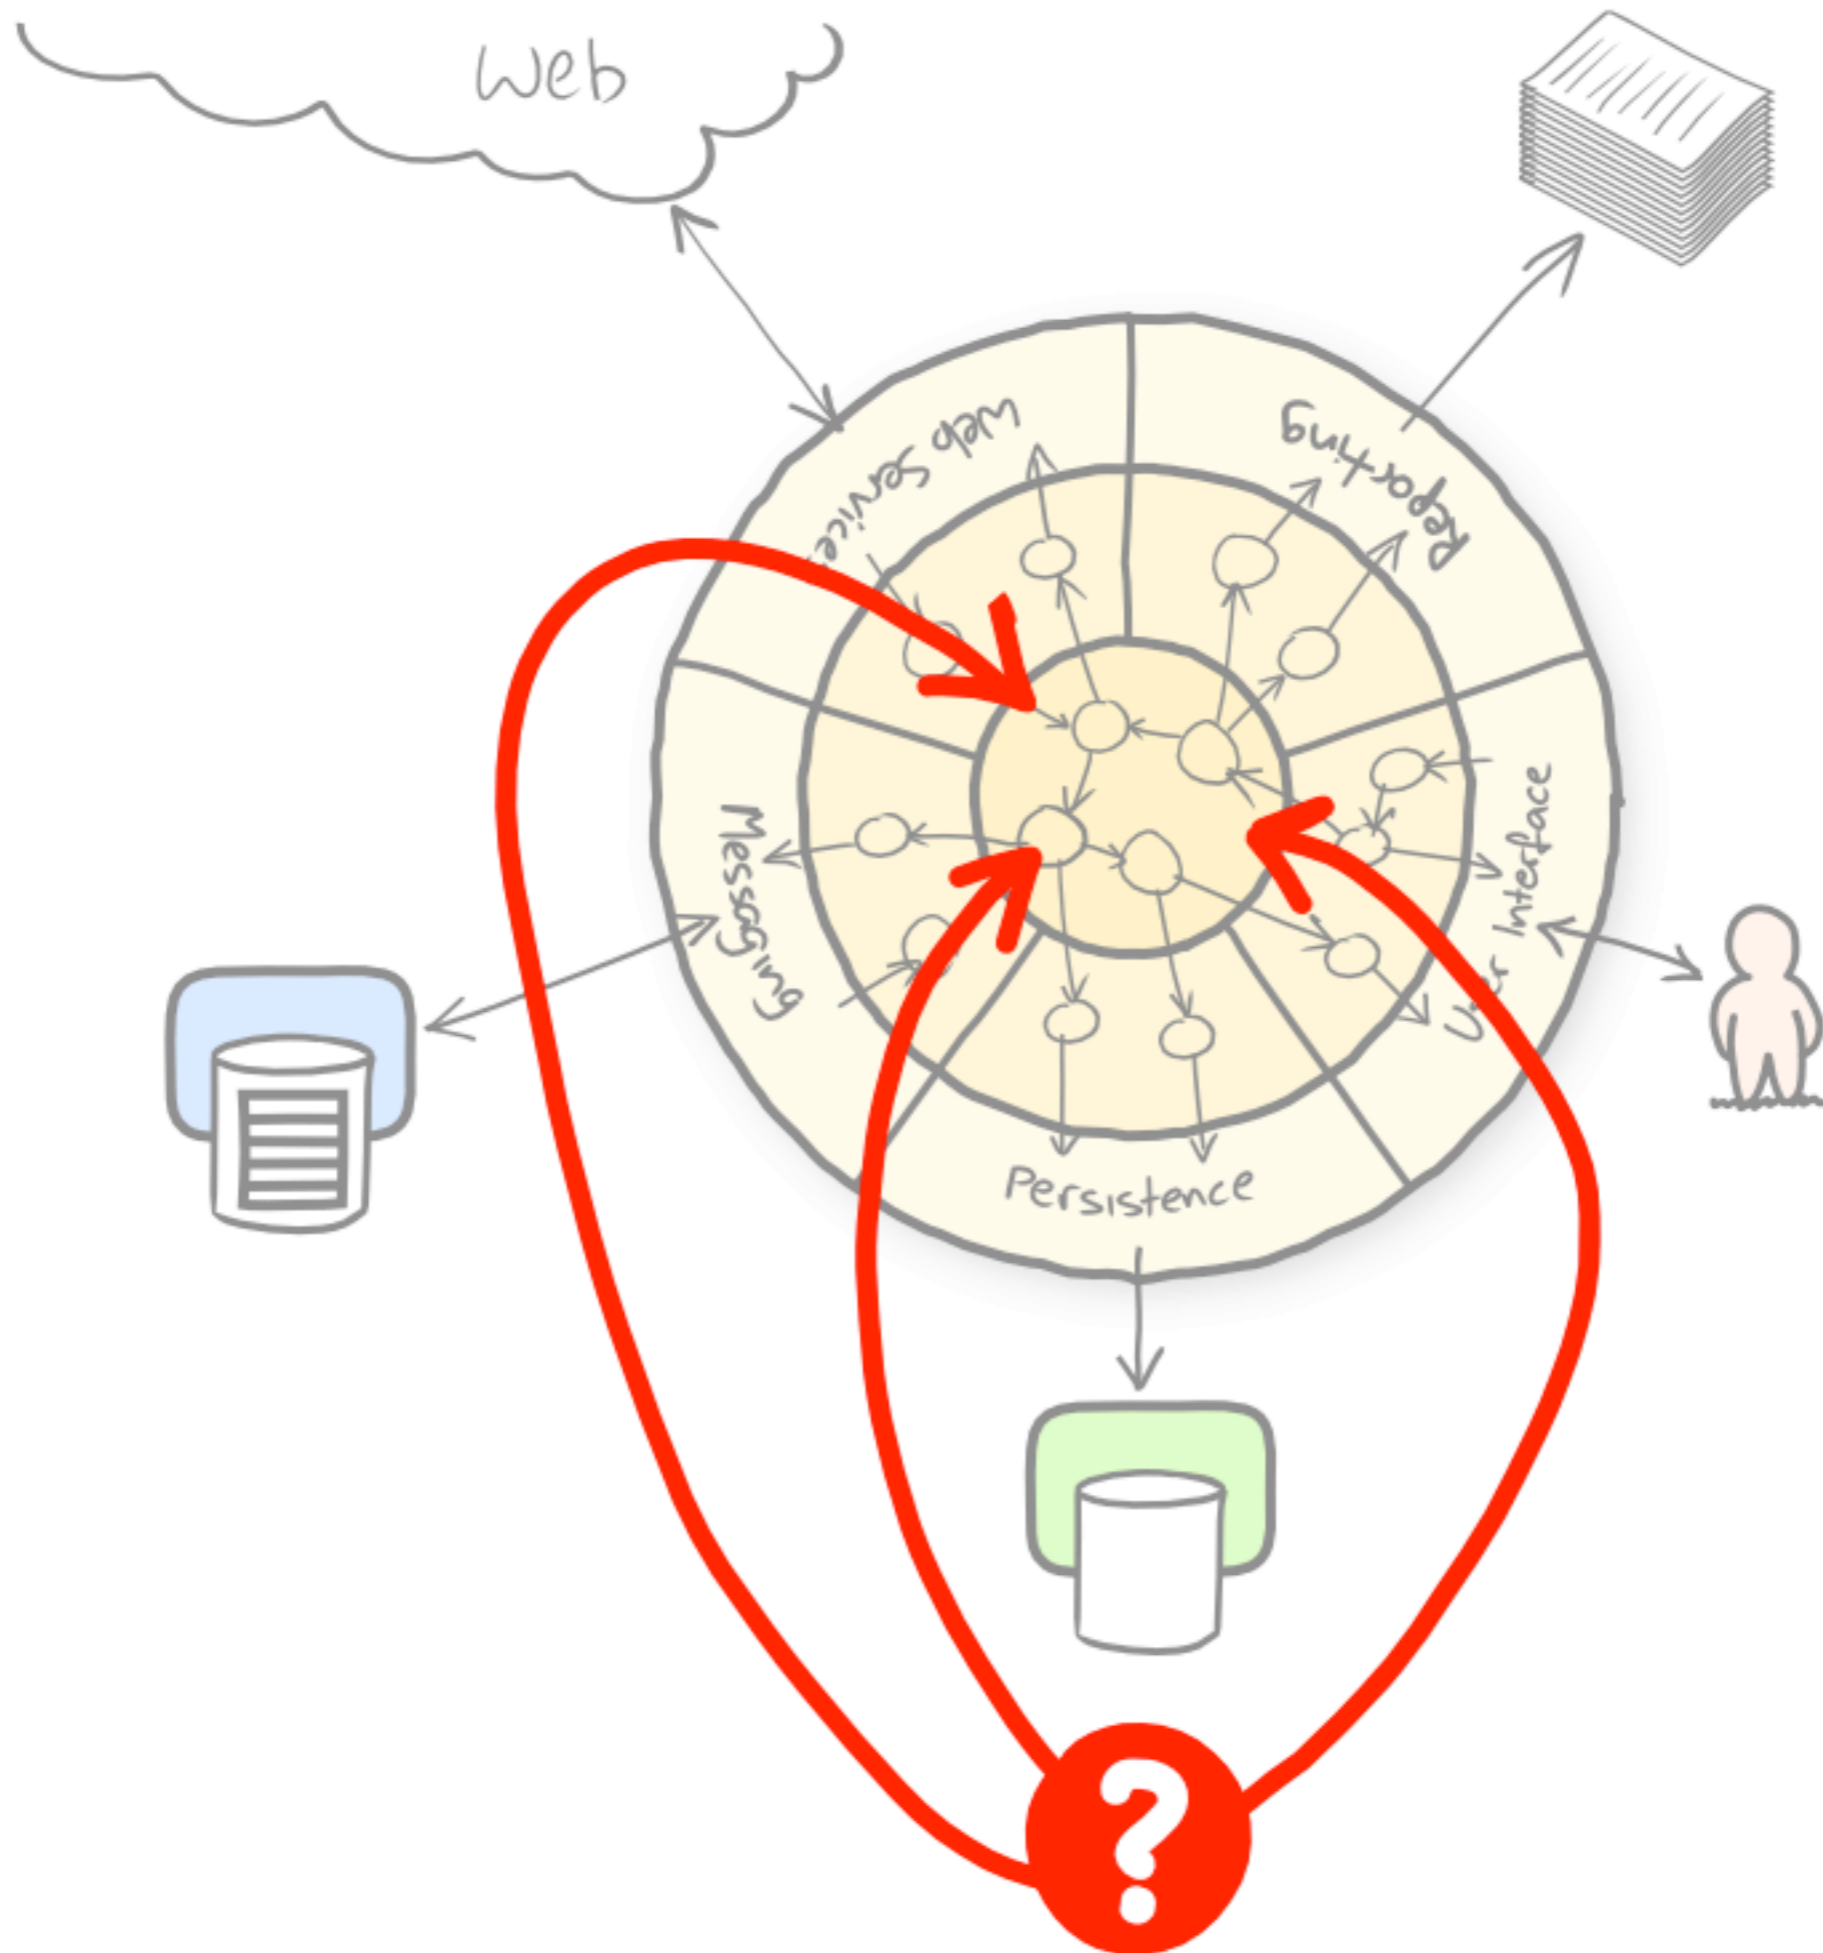 Web
Web Service
Reporting
Messaging
User Interface
Persistence
?